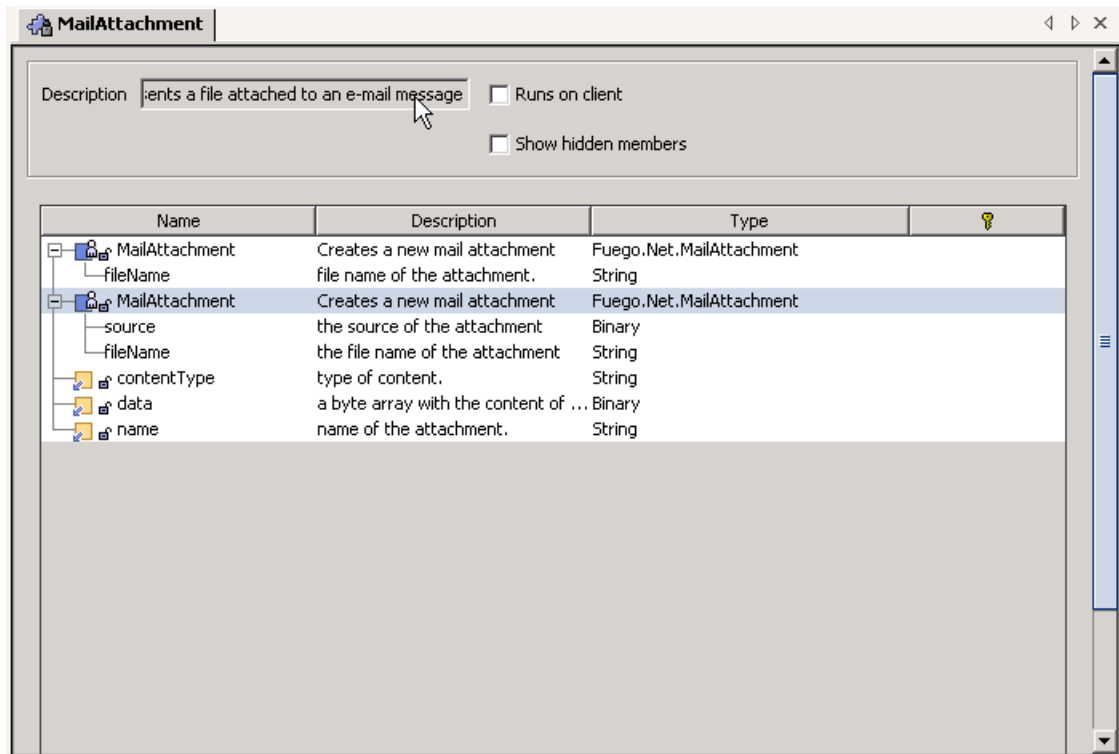 MailAttachment
Description sents a file attached to an e-mail message Runs on client
Show hidden members
Name Description Type
MailAttachment Creates a new mail attachment Fuego.Net.MailAttachment
fileName file name of the attachment. String
MailAttachment Creates a new mail attachment Fuego.Net.MailAttachment
source the source of the attachment Binary
fileName the file name of the attachment String
contentType type of content. String
data a byte array with the content of ... Binary
name name of the attachment. String